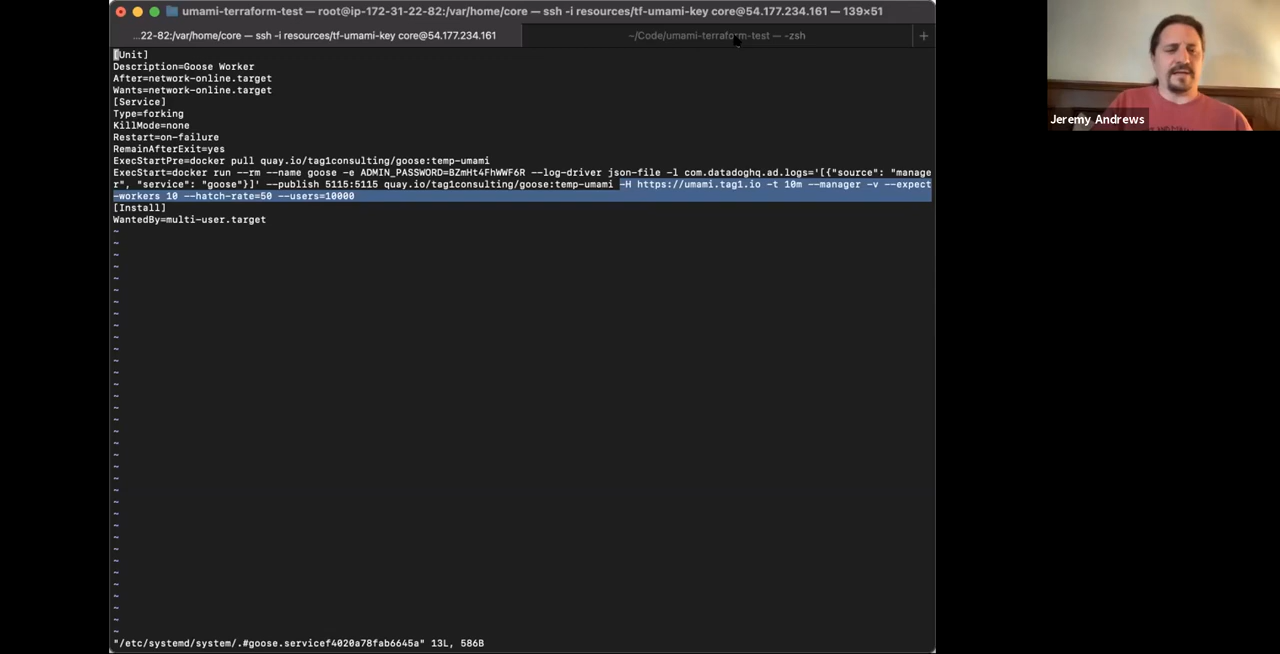 umami-terraform-test — root@ip-172-31-22-82:/var/home/core — ssh -i resources/tf-umami-key core@54.177.234.161 — 139×51
...22-82:/var/home/core — ssh -i resources/tf-umami-key core@54.177.234.161
~/Code/umami-terraform-test — -zsh
+
[Unit]
Description=Goose Worker
After=network-online.target
Wants=network-online.target
[Service]
Type=forking
KillMode=none
Restart=on-failure
RemainAfterExit=yes
ExecStartPre=docker pull quay.io/tag1consulting/goose:temp-umami
ExecStart=docker run --rm --name goose -e ADMIN_PASSWORD=BZmHt4FhWWF6R --log-driver json-file -l com.datadoghq.ad.logs='[{"source": "manage
r", "service": "goose"}]' --publish 5115:5115 quay.io/tag1consulting/goose:temp-umami -H https://umami.tag1.io -t 10m --manager -v --expect
-workers 10 --hatch-rate=50 --users=10000
[Install]
WantedBy=multi-user.target
"/etc/systemd/system/.#goose.servicef4020a78fab6645a" 13L, 586B
Jeremy Andrews